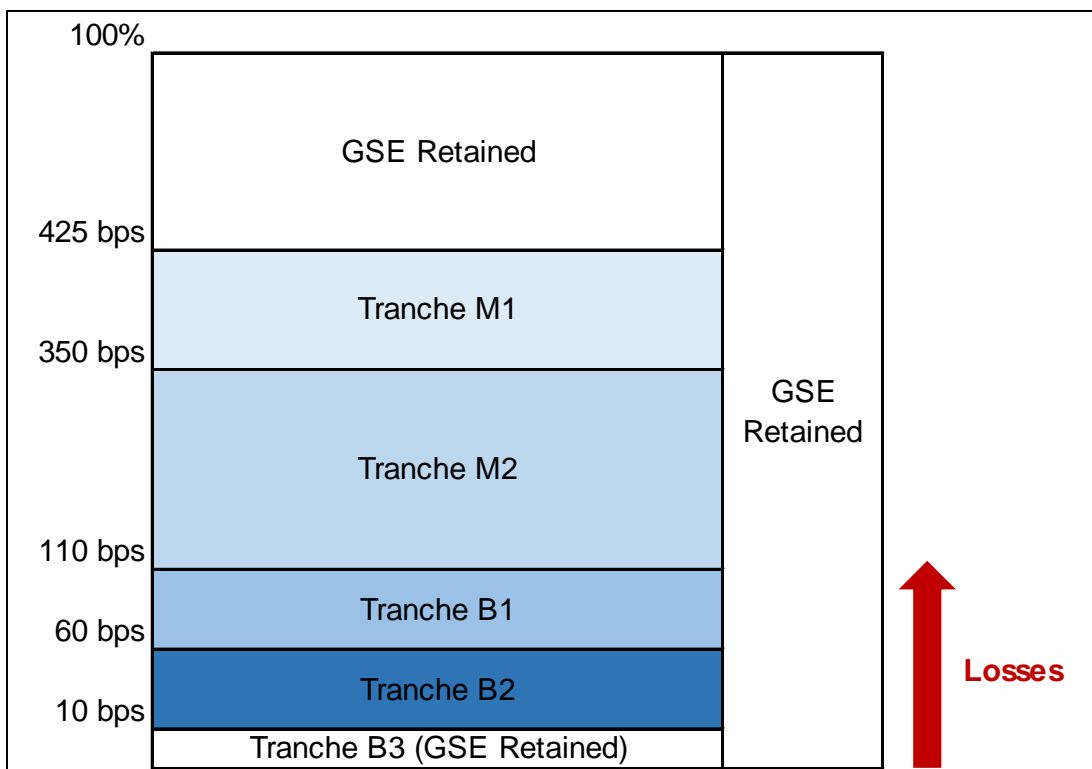 100%
GSE Retained
425 bps
Tranche M1
350 bps
GSE
Retained
Tranche M2
110 bps
Tranche B1
60 bps
Losses
Tranche B2
10 bps
Tranche B3 (GSE Retained)